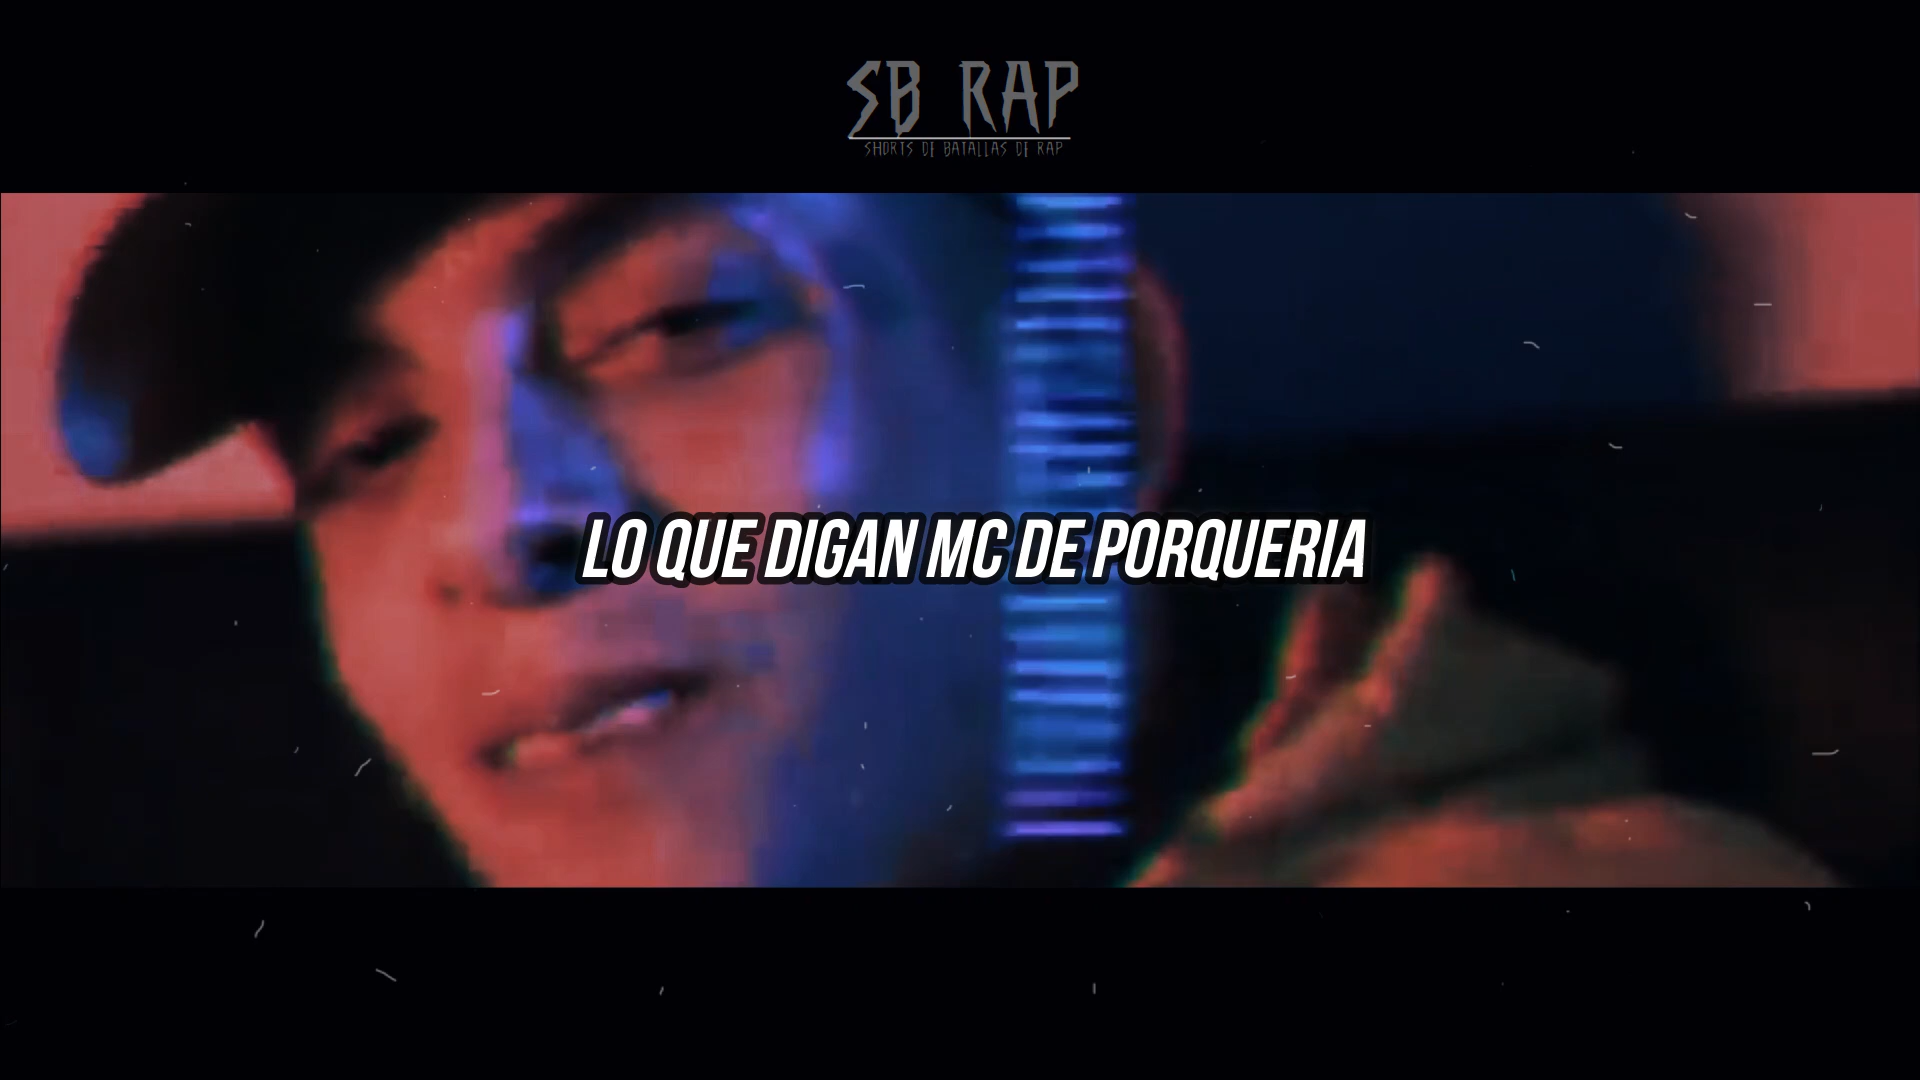 SB RAP
SHORTS DE BATALLAS DE RAP
LO QUE DIGAN MC DE PORQUERIA